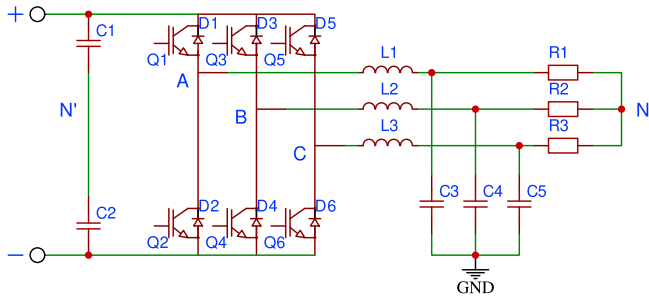 + C1 D1 D3 D5
Q1 Q3 Q5
L1 R1
A
L2 R2
N' B N
L3 R3
C
C3 C4 C5
C2 D2 D4 D6
Q2 Q4 Q6
−
GND